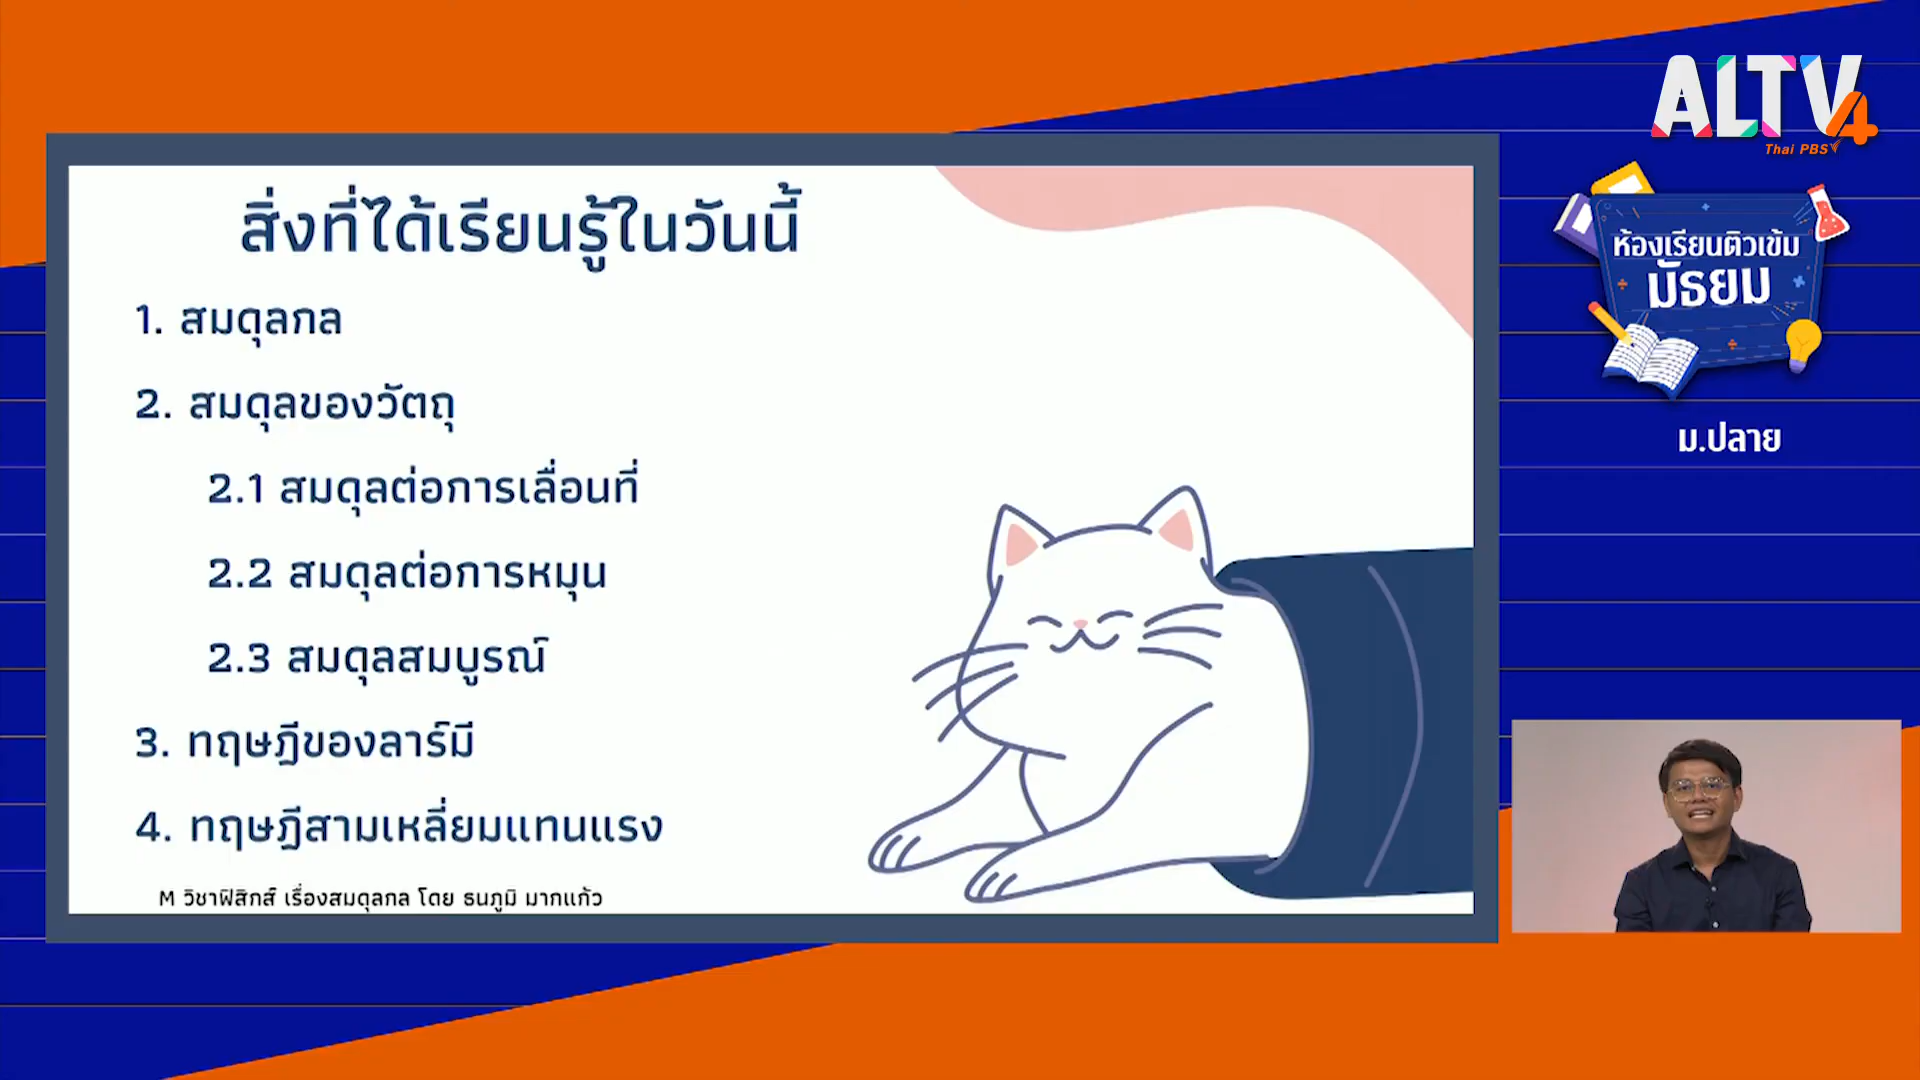 ALTV4
Thai PBS
ห้องเรียนติวเข้ม
มัธยม
ม.ปลาย
สิ่งที่ได้เรียนรู้ในวันนี้
1. สมดุลกล
2. สมดุลของวัตถุ
2.1 สมดุลต่อการเลื่อนที่
2.2 สมดุลต่อการหมุน
2.3 สมดุลสมบูรณ์
3. ทฤษฎีของลาร์มี
4. ทฤษฎีสามเหลี่ยมแทนแรง
M วิชาฟิสิกส์ เรื่องสมดุลกล โดย ธนภูมิ มากแก้ว